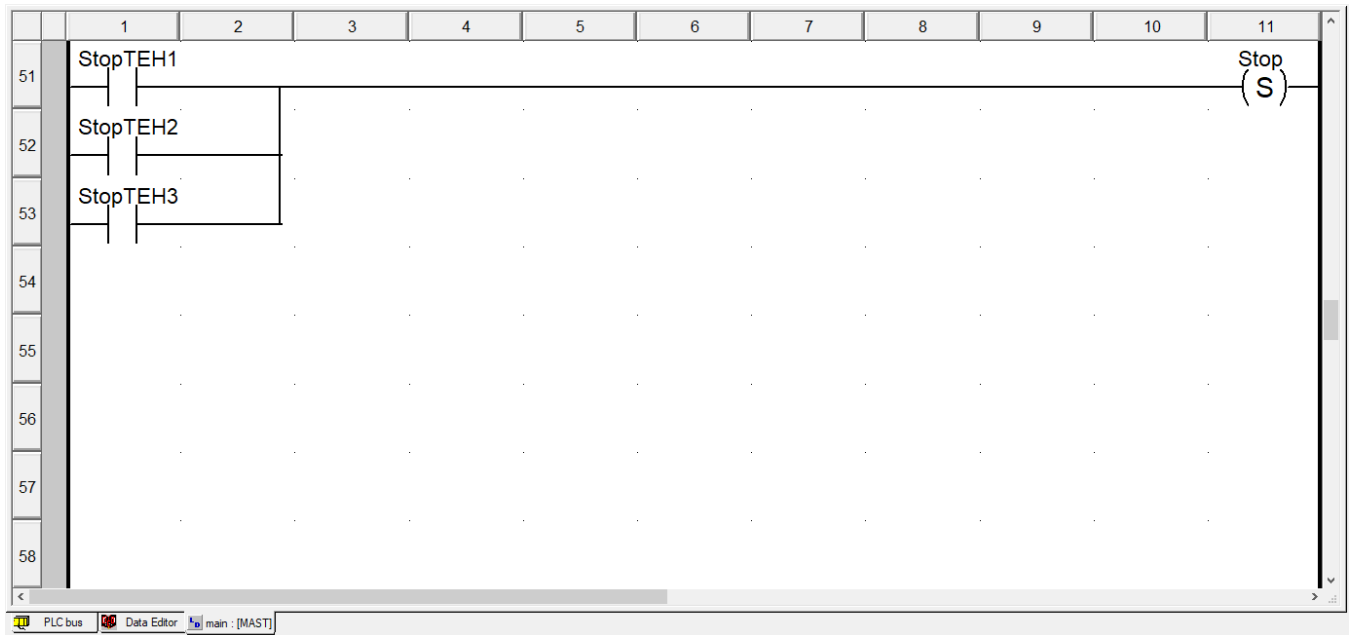 1 2 3 4 5 6 7 8 9 10 11
51 StopTEH1 Stop
(S)
52 StopTEH2
53 StopTEH3
54
55
56
57
58
PLC bus Data Editor main : [MAST]